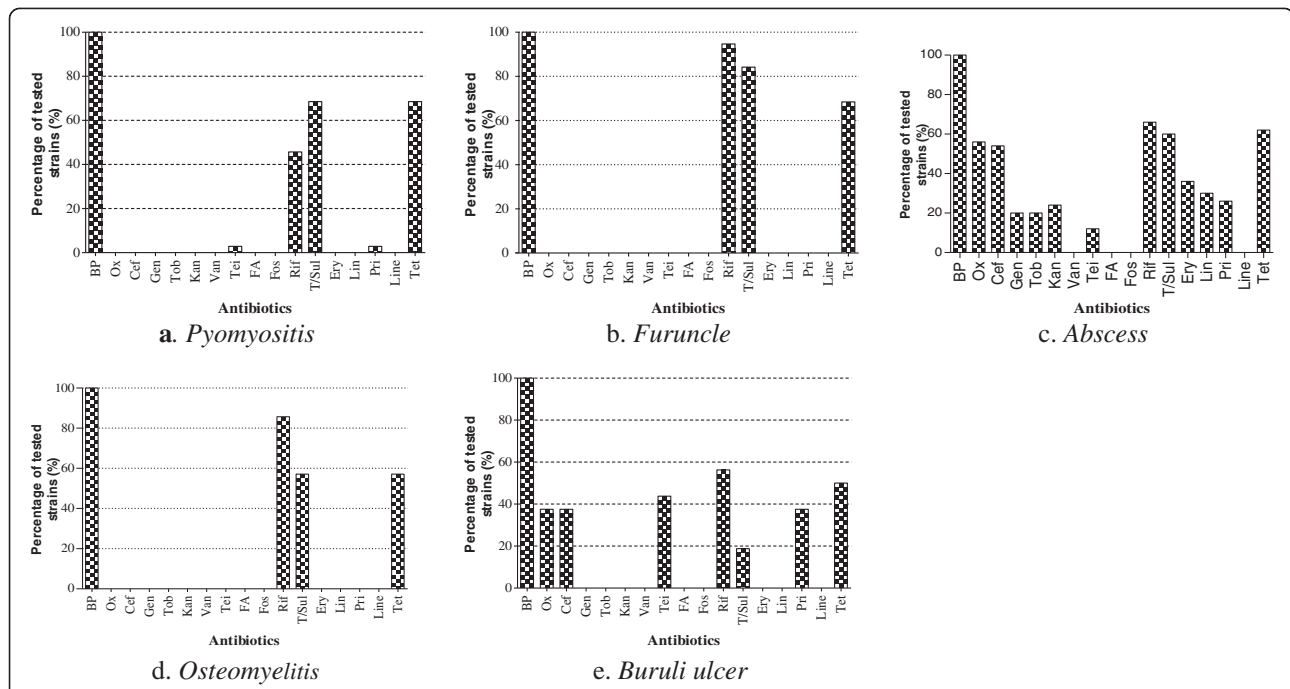 Percentage of tested
strains (%)
100
80
60
40
20
0
BP Ox Cef Gen Tob Kan Van Tei FA Fos Rif T/Sul Ery Lin Pri Line Tet
Antibiotics
a. Pyomyositis
Percentage of tested
strains (%)
100
80
60
40
20
0
BP Ox Cef Gen Tob Kan Van Tei FA Fos Rif T/Sul Ery Lin Pri Line Tet
Antibiotics
b. Furuncle
Percentage of tested
strains (%)
100
80
60
40
20
0
BP Ox Cef Gen Tob Kan Van Tei FA Fos Rif T/Sul Ery Lin Pri Line Tet
Antibiotics
c. Abscess
Percentage of tested
strains (%)
100
80
60
40
20
0
BP Ox Cef Gen Tob Kan Van Tei FA Fos Rif T/Sul Ery Lin Pri Line Tet
Antibiotics
d. Osteomyelitis
Percentage of tested
strains (%)
100
80
60
40
20
0
BP Ox Cef Gen Tob Kan Van Tei FA Fos Rif T/Sul Ery Lin Pri Line Tet
Antibiotics
e. Buruli ulcer